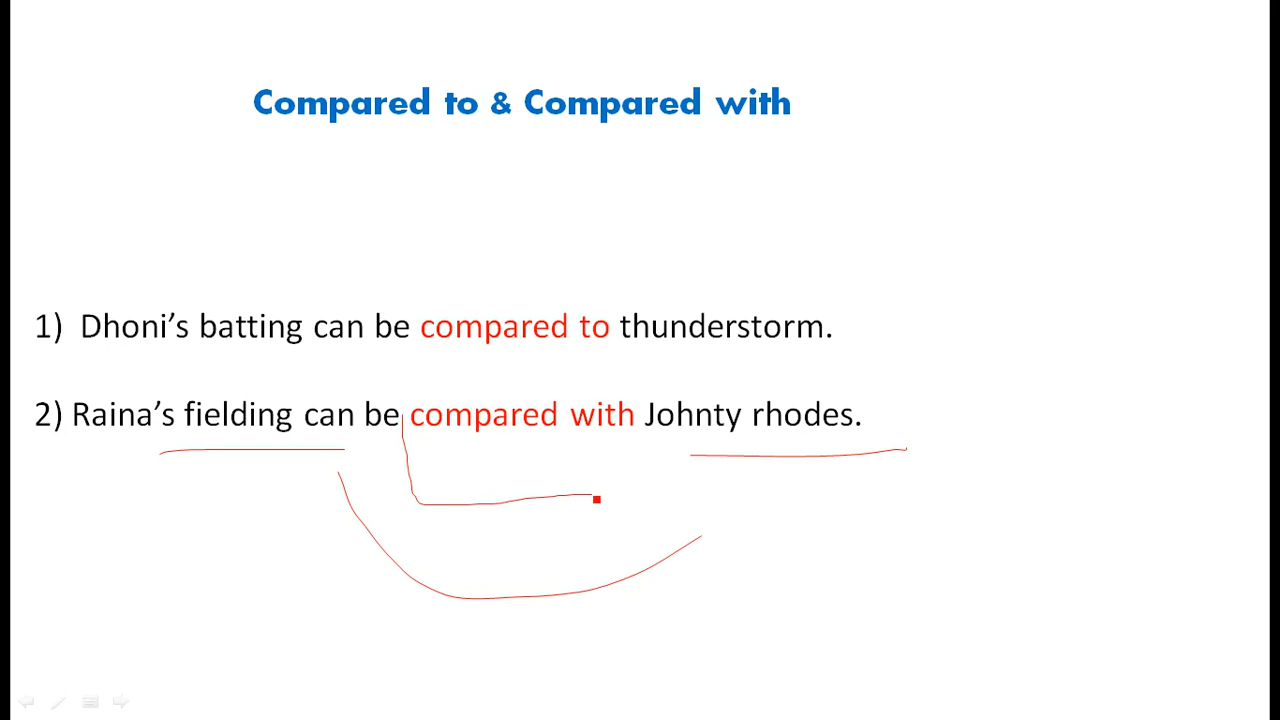 Compared to & Compared with
1) Dhoni’s batting can be compared to thunderstorm.
2) Raina’s fielding can be compared with Johnty rhodes.